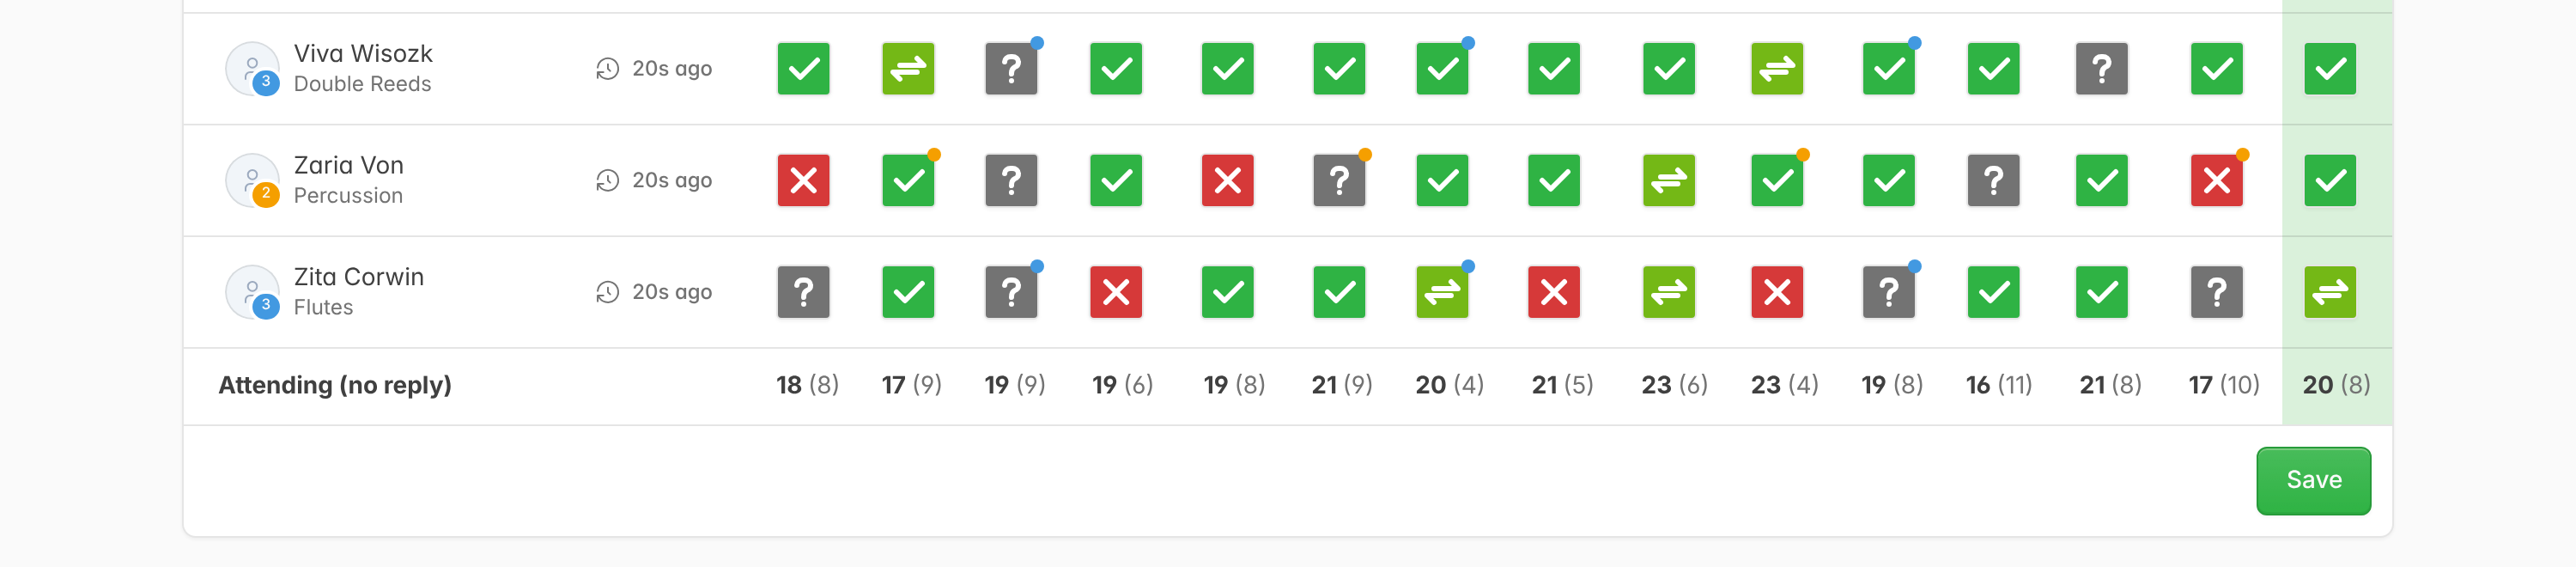 Viva Wisozk
Double Reeds
3
20s ago
?
?
Zaria Von
Percussion
2
20s ago
?
?
?
Zita Corwin
Flutes
3
20s ago
?
?
?
?
Attending (no reply) 18 (8) 17 (9) 19 (9) 19 (6) 19 (8) 21 (9) 20 (4) 21 (5) 23 (6) 23 (4) 19 (8) 16 (11) 21 (8) 17 (10) 20 (8)
Save